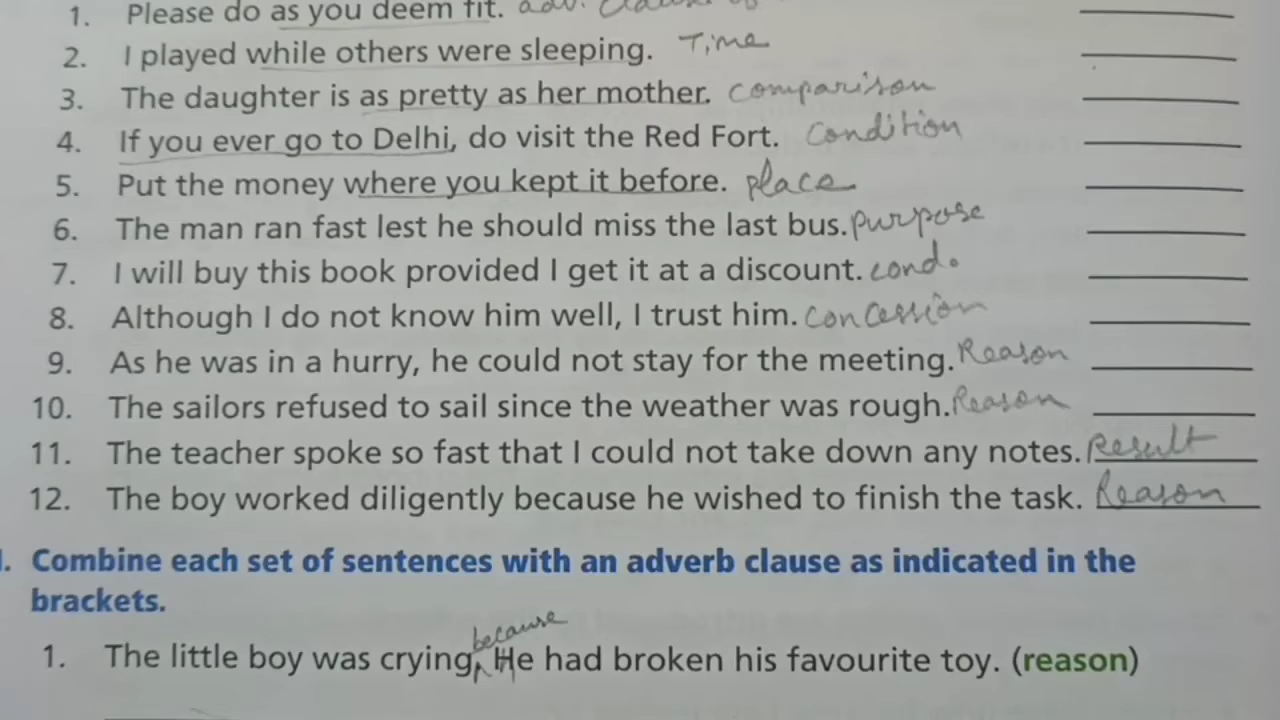 1. Please do as you deem fit. adv. clause of
2. I played while others were sleeping. Time
3. The daughter is as pretty as her mother. comparison
4. If you ever go to Delhi, do visit the Red Fort. Condition
5. Put the money where you kept it before. place
6. The man ran fast lest he should miss the last bus. purpose
7. I will buy this book provided I get it at a discount. cond.
8. Although I do not know him well, I trust him. concession
9. As he was in a hurry, he could not stay for the meeting. Reason
10. The sailors refused to sail since the weather was rough. Reason
11. The teacher spoke so fast that I could not take down any notes. Result
12. The boy worked diligently because he wished to finish the task. Reason
. Combine each set of sentences with an adverb clause as indicated in the
brackets.
because
1. The little boy was crying. He had broken his favourite toy. (reason)